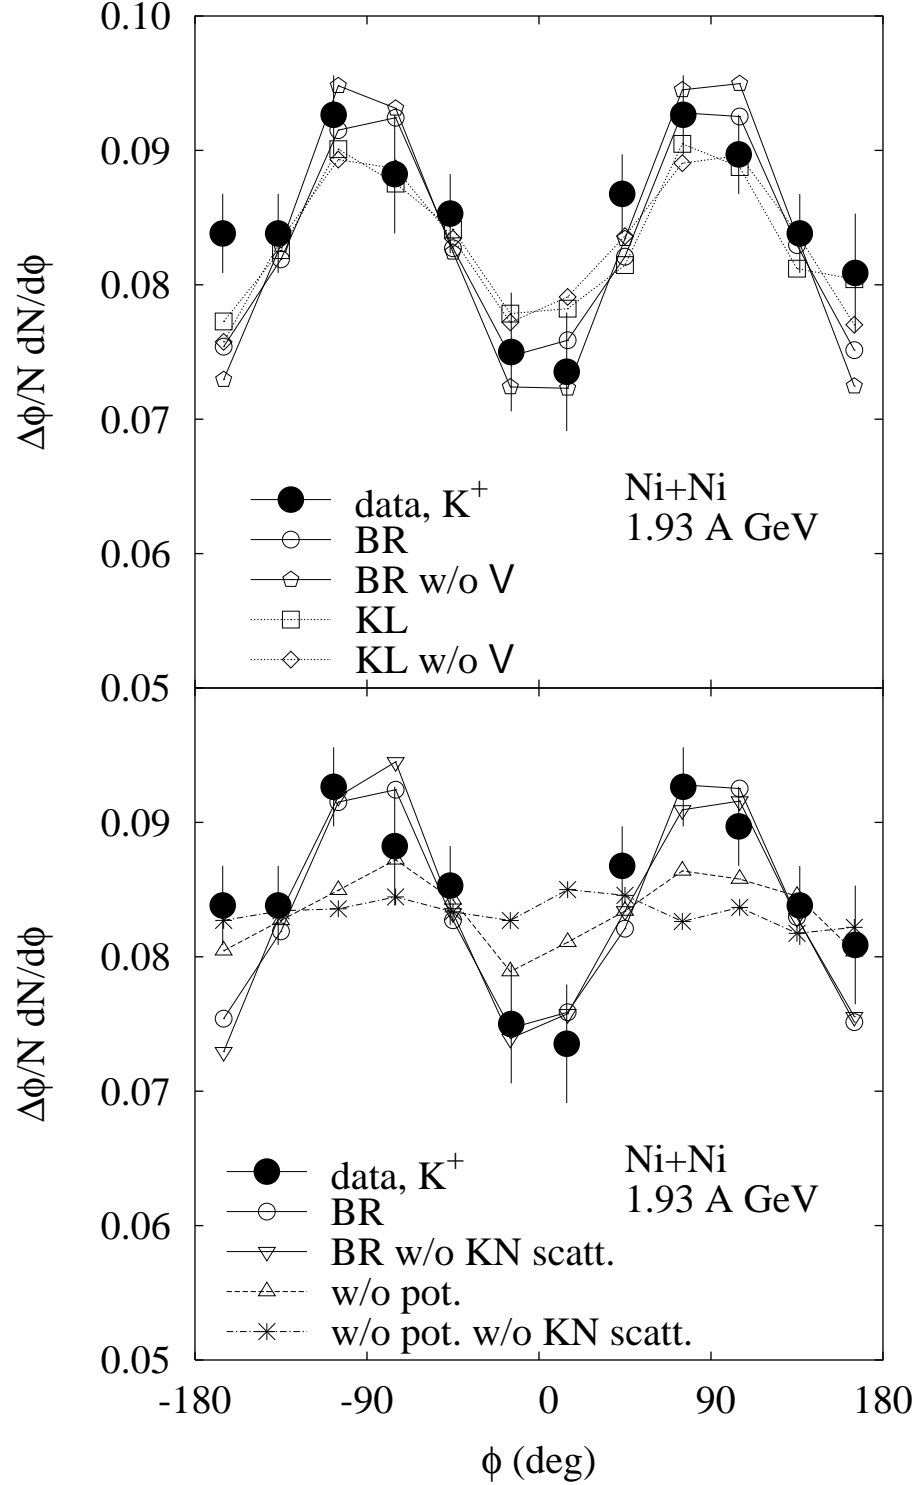 0.10
0.09
0.08
0.07
0.06
0.05
Δϕ/N dN/dϕ
Ni+Ni
1.93 A GeV
data, K+
BR
BR w/o V
KL
KL w/o V
0.09
0.08
0.07
0.06
0.05
Δϕ/N dN/dϕ
Ni+Ni
1.93 A GeV
data, K+
BR
BR w/o KN scatt.
w/o pot.
w/o pot. w/o KN scatt.
-180 -90 0 90 180
ϕ (deg)